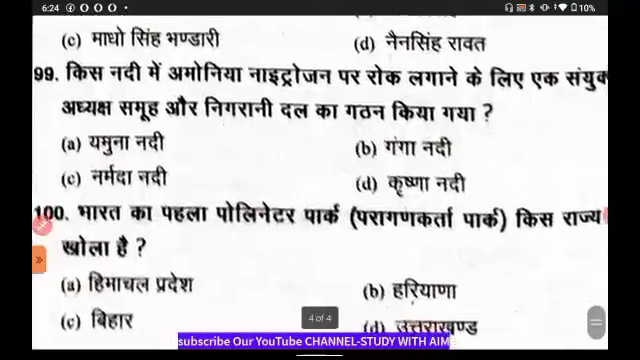 6:24
10%
(c) माधो सिंह भण्डारी (d) नैनसिंह रावत
99. किस नदी में अमोनिया नाइट्रोजन पर रोक लगाने के लिए एक संयुक्
अध्यक्ष समूह और निगरानी दल का गठन किया गया ?
(a) यमुना नदी (b) गंगा नदी
(c) नर्मदा नदी (d) कृष्णा नदी
100. भारत का पहला पोलिनेटर पार्क (परागणकर्ता पार्क) किस राज्य
खोला है ?
(a) हिमाचल प्रदेश (b) हरियाणा
(c) बिहार (d) उत्तराखण्ड
4 of 4
subscribe Our YouTube CHANNEL-STUDY WITH AIM